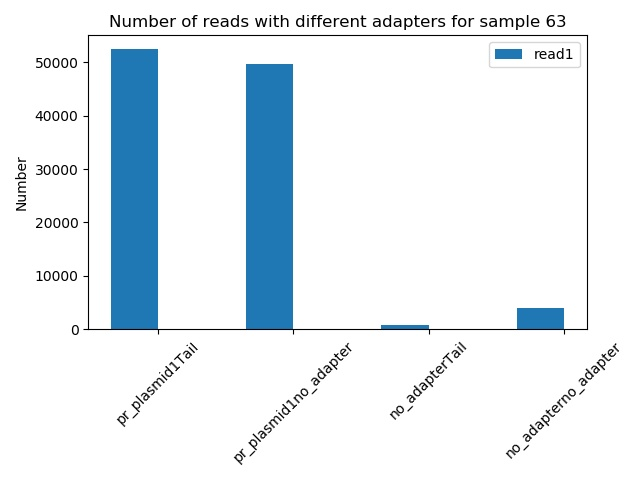 Number of reads with different adapters for sample 63
read1
Number
50000
40000
30000
20000
10000
0
pr_plasmid1Tail
pr_plasmid1no_adapter
no_adapterTail
no_adapterno_adapter